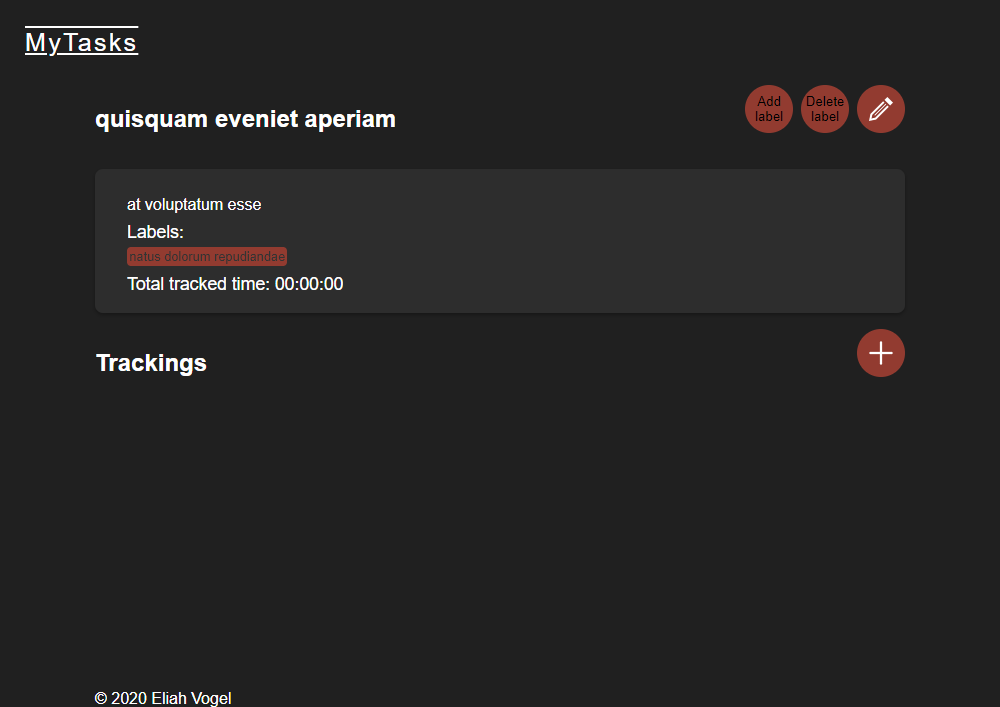 MyTasks
quisquam eveniet aperiam
Add
label
Delete
label
at voluptatum esse
Labels:
natus dolorum repudiandae
Total tracked time: 00:00:00
Trackings
© 2020 Eliah Vogel